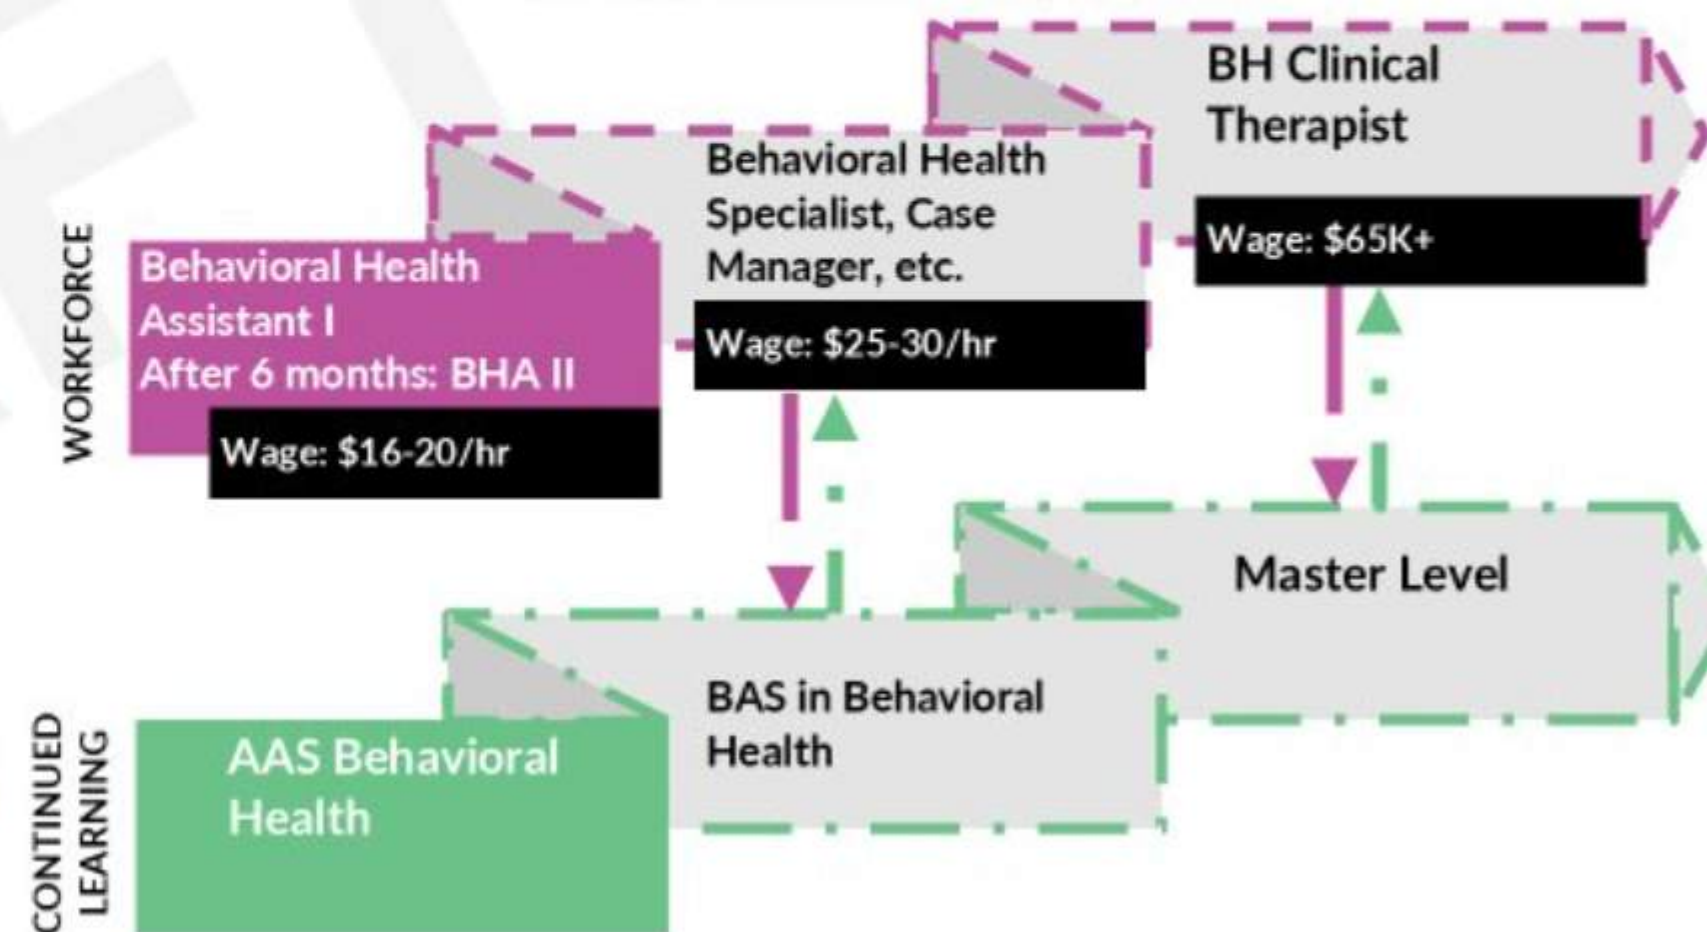 WORKFORCE
Behavioral Health
Assistant I
After 6 months: BHA II
Wage: $16-20/hr
Behavioral Health
Specialist, Case
Manager, etc.
Wage: $25-30/hr
BH Clinical
Therapist
Wage: $65K+
CONTINUED
LEARNING
AAS Behavioral
Health
BAS in Behavioral
Health
Master Level